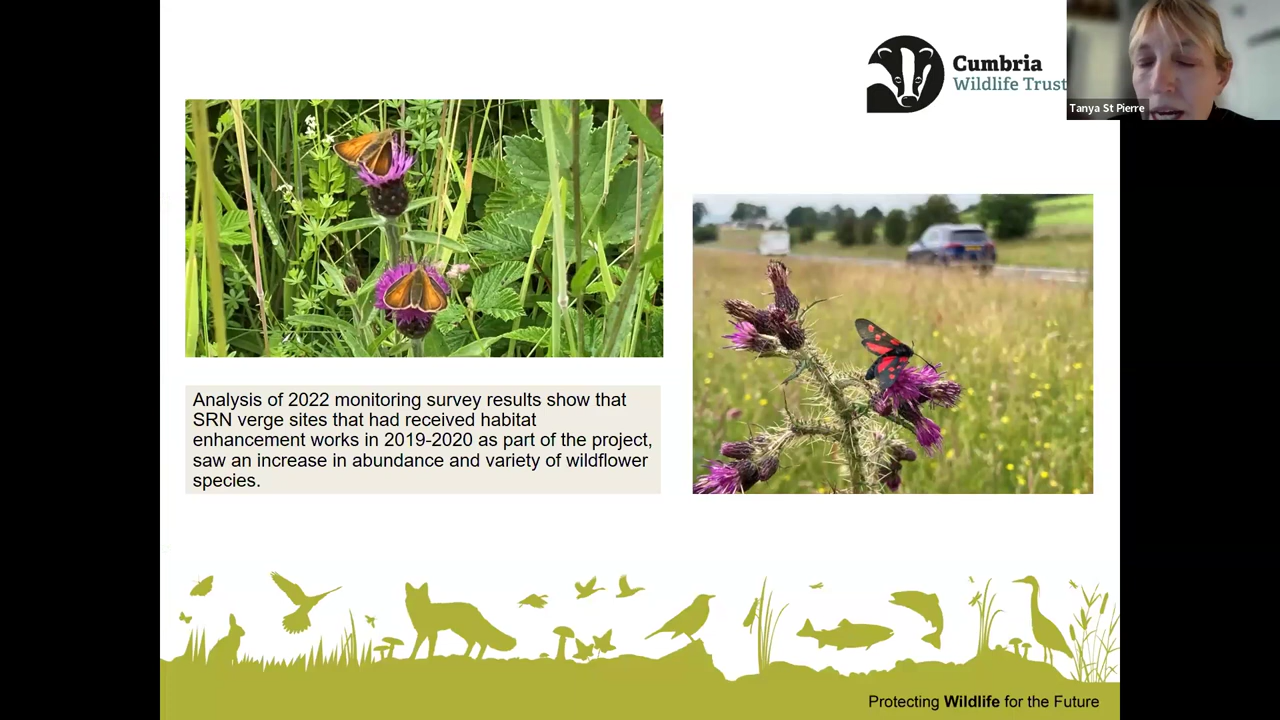 Cumbria
Wildlife Trust
Tanya St Pierre
Analysis of 2022 monitoring survey results show that
SRN verge sites that had received habitat
enhancement works in 2019-2020 as part of the project,
saw an increase in abundance and variety of wildflower
species.
Protecting Wildlife for the Future